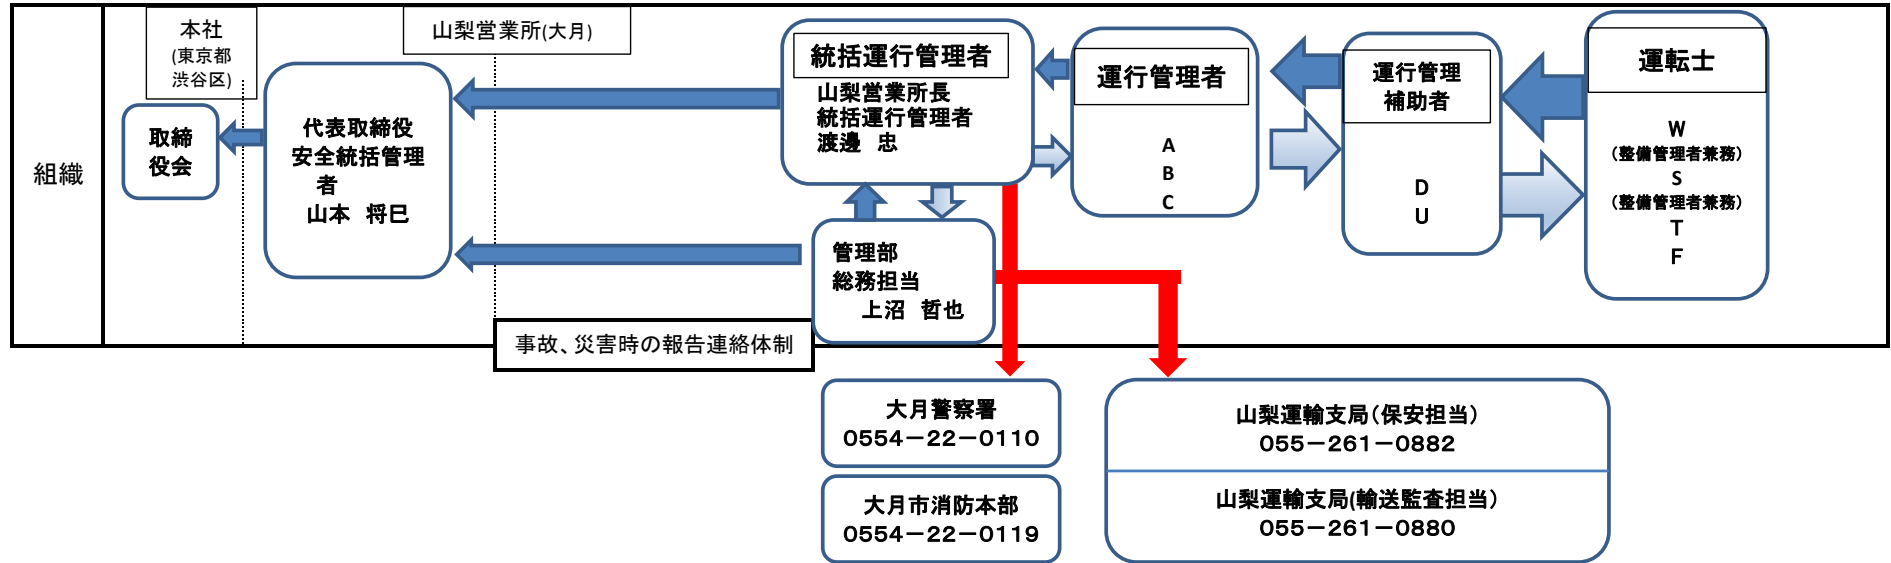 組織
本社
(東京都
渋谷区)
取締
役会
代表取締役
安全統括管理
者
山本　将巳
山梨営業所(大月)
統括運行管理者
山梨営業所長
統括運行管理者
渡邊　忠
管理部
総務担当
上沼　哲也
運行管理者
A
B
C
運行管理
補助者
D
U
運転士
W
（整備管理者兼務）
S
（整備管理者兼務）
T
F
事故、災害時の報告連絡体制
大月警察署
0554－22－0110
大月市消防本部
0554－22－0119
山梨運輸支局（保安担当）
055－261－0882
山梨運輸支局(輸送監査担当）
055－261－0880